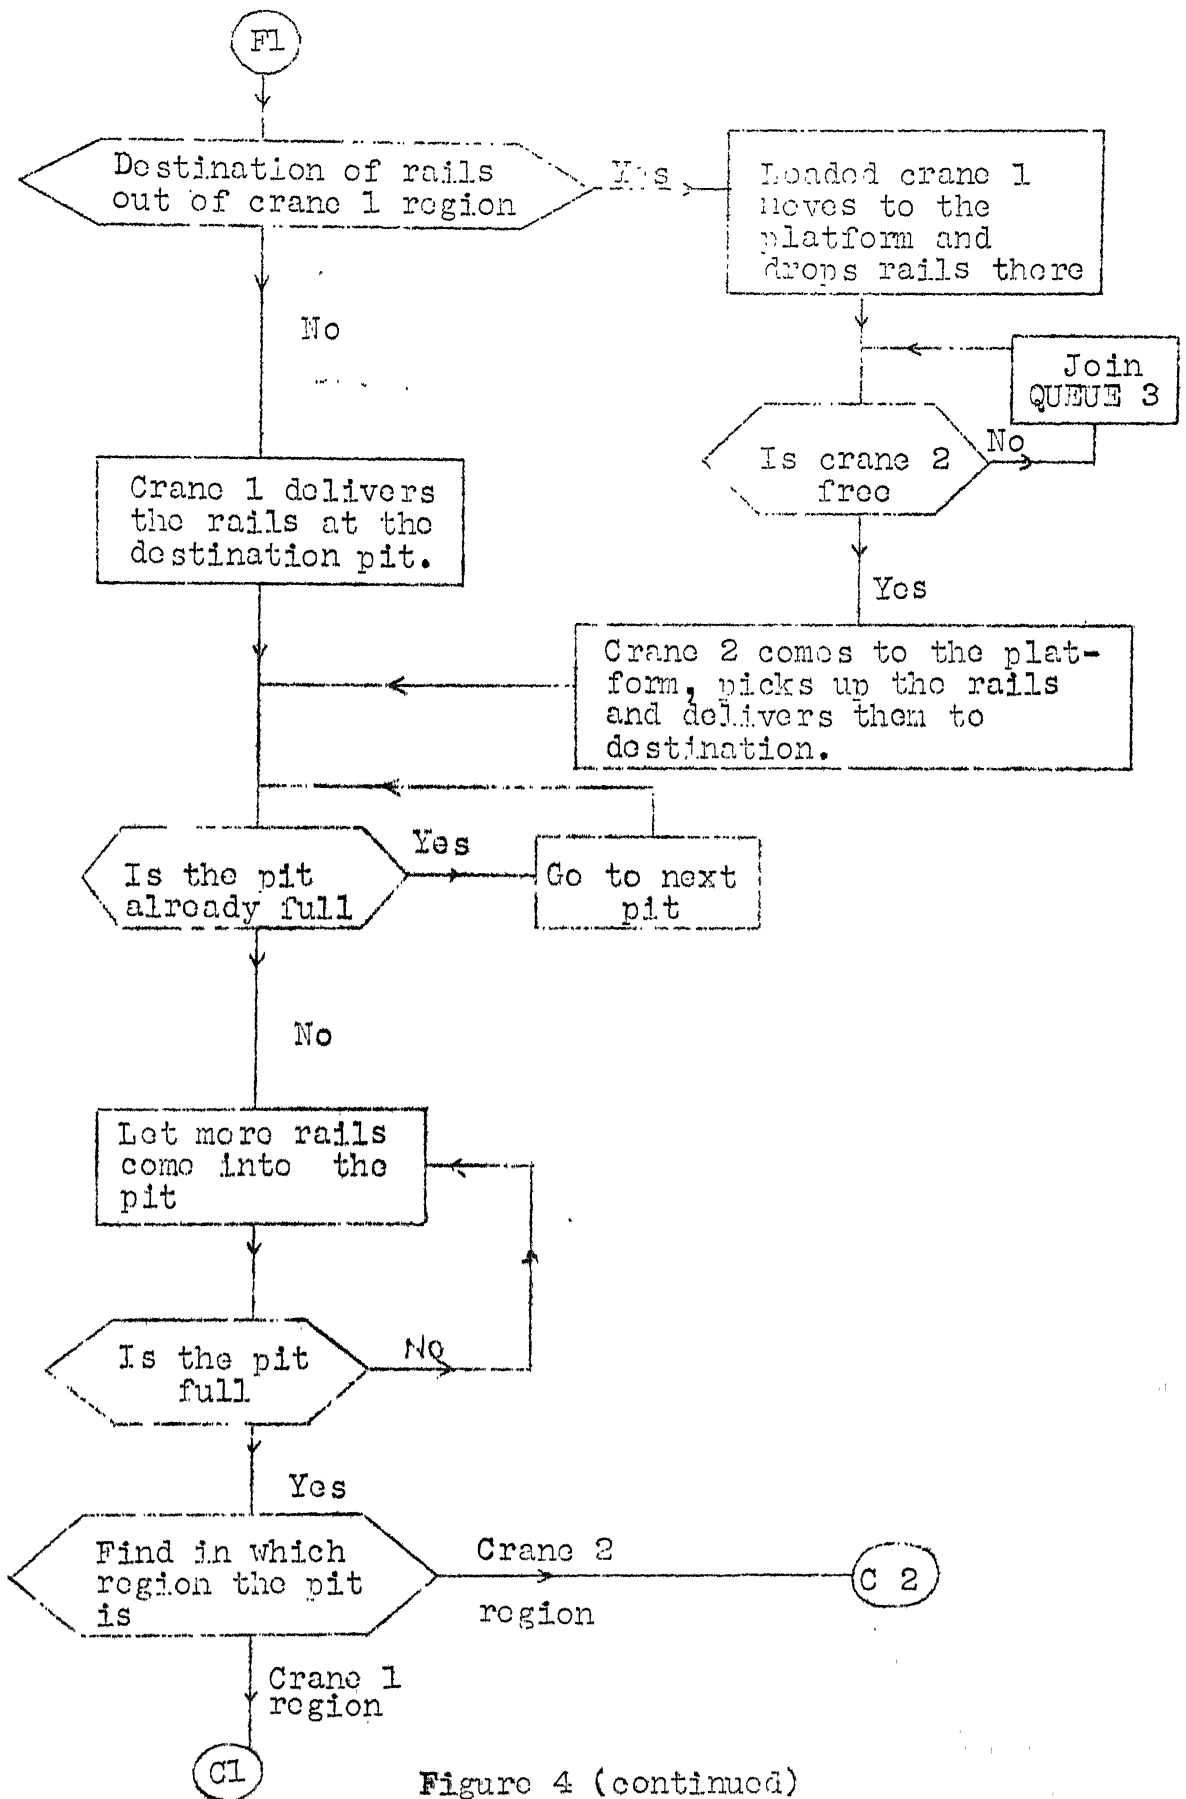 F1
Destination of rails
out of crane 1 region
Yes
Loaded crane 1
moves to the
platform and
drops rails there
No
Join
QUEUE 3
No
Is crane 2
free
Crane 1 delivers
the rails at the
destination pit.
Yes
Crane 2 comes to the plat-
form, picks up the rails
and delivers them to
destination.
Yes
Is the pit
already full
Go to next
pit
No
Let more rails
come into the
pit
No
Is the pit
full
Yes
Find in which
region the pit
is
Crane 2
region
C 2
Crane 1
region
C1
Figure 4 (continued)